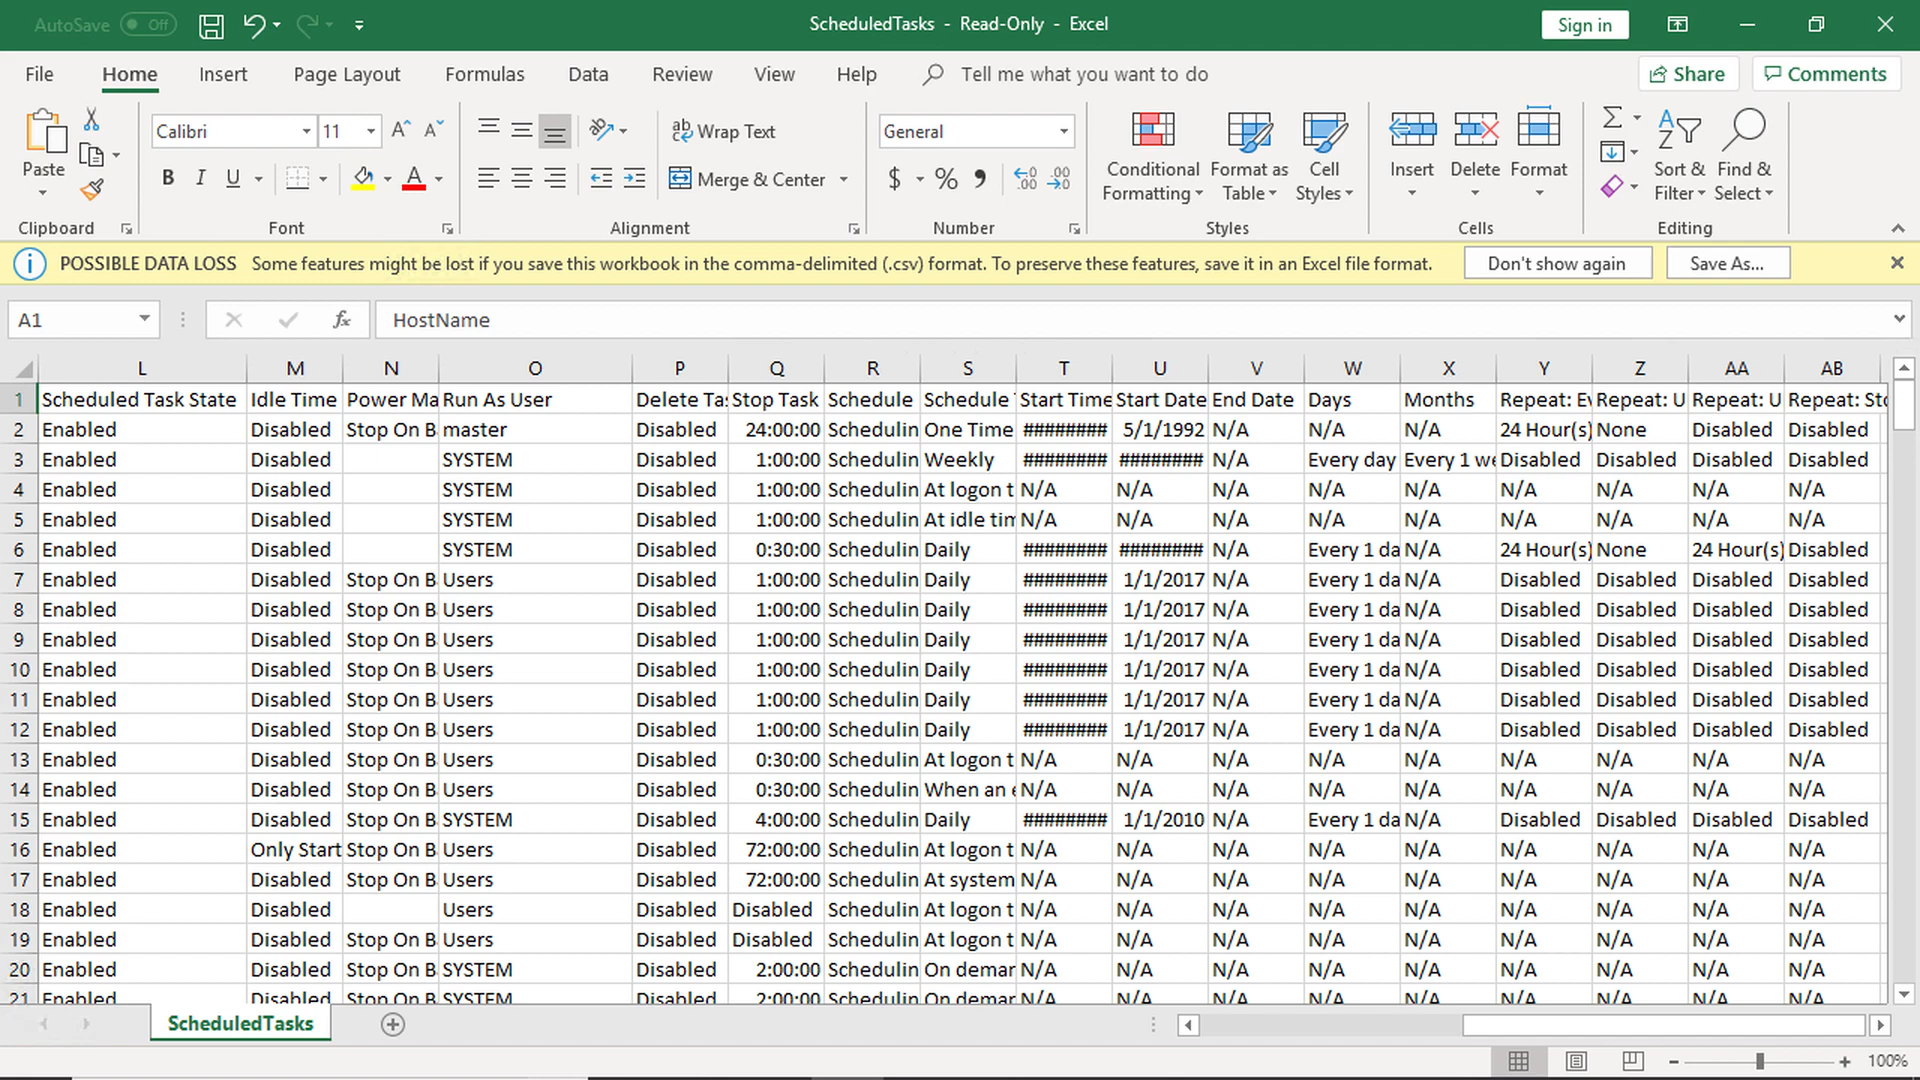 AutoSave Off ScheduledTasks - Read-Only - Excel Sign in
File Home Insert Page Layout Formulas Data Review View Help Tell me what you want to do Share Comments
Calibri 11 Wrap Text General
Paste B I U Merge & Center $ % Conditional Formatting Format as Table Cell Styles Insert Delete Format Sort & Filter Find & Select
Clipboard Font Alignment Number Styles Cells Editing
POSSIBLE DATA LOSS Some features might be lost if you save this workbook in the comma-delimited (.csv) format. To preserve these features, save it in an Excel file format. Don't show again Save As...
A1 fx HostName
L M N O P Q R S T U V W X Y Z AA AB
1 Scheduled Task State Idle Time Power Ma Run As User Delete Tas Stop Task Schedule Schedule Start Time Start Date End Date Days Months Repeat: Ev Repeat: U Repeat: U Repeat: Sto
2 Enabled Disabled Stop On B master Disabled 24:00:00 Schedulin One Time ######## 5/1/1992 N/A N/A N/A 24 Hour(s) None Disabled Disabled
3 Enabled Disabled SYSTEM Disabled 1:00:00 Schedulin Weekly ######## ######## N/A Every day Every 1 we Disabled Disabled Disabled Disabled
4 Enabled Disabled SYSTEM Disabled 1:00:00 Schedulin At logon t N/A N/A N/A N/A N/A N/A N/A N/A N/A
5 Enabled Disabled SYSTEM Disabled 1:00:00 Schedulin At idle tim N/A N/A N/A N/A N/A N/A N/A N/A N/A
6 Enabled Disabled SYSTEM Disabled 0:30:00 Schedulin Daily ######## ######## N/A Every 1 da N/A 24 Hour(s) None 24 Hour(s) Disabled
7 Enabled Disabled Stop On B Users Disabled 1:00:00 Schedulin Daily ######## 1/1/2017 N/A Every 1 da N/A Disabled Disabled Disabled Disabled
8 Enabled Disabled Stop On B Users Disabled 1:00:00 Schedulin Daily ######## 1/1/2017 N/A Every 1 da N/A Disabled Disabled Disabled Disabled
9 Enabled Disabled Stop On B Users Disabled 1:00:00 Schedulin Daily ######## 1/1/2017 N/A Every 1 da N/A Disabled Disabled Disabled Disabled
10 Enabled Disabled Stop On B Users Disabled 1:00:00 Schedulin Daily ######## 1/1/2017 N/A Every 1 da N/A Disabled Disabled Disabled Disabled
11 Enabled Disabled Stop On B Users Disabled 1:00:00 Schedulin Daily ######## 1/1/2017 N/A Every 1 da N/A Disabled Disabled Disabled Disabled
12 Enabled Disabled Stop On B Users Disabled 1:00:00 Schedulin Daily ######## 1/1/2017 N/A Every 1 da N/A Disabled Disabled Disabled Disabled
13 Enabled Disabled Stop On B Users Disabled 0:30:00 Schedulin At logon t N/A N/A N/A N/A N/A N/A N/A N/A N/A
14 Enabled Disabled Stop On B Users Disabled 0:30:00 Schedulin When an e N/A N/A N/A N/A N/A N/A N/A N/A N/A
15 Enabled Disabled Stop On B SYSTEM Disabled 4:00:00 Schedulin Daily ######## 1/1/2010 N/A Every 1 da N/A Disabled Disabled Disabled Disabled
16 Enabled Only Start Stop On B Users Disabled 72:00:00 Schedulin At logon t N/A N/A N/A N/A N/A N/A N/A N/A N/A
17 Enabled Disabled Stop On B Users Disabled 72:00:00 Schedulin At system N/A N/A N/A N/A N/A N/A N/A N/A N/A
18 Enabled Disabled Users Disabled Disabled Schedulin At logon t N/A N/A N/A N/A N/A N/A N/A N/A N/A
19 Enabled Disabled Stop On B Users Disabled Disabled Schedulin At logon t N/A N/A N/A N/A N/A N/A N/A N/A N/A
20 Enabled Disabled Stop On B SYSTEM Disabled 2:00:00 Schedulin On demar N/A N/A N/A N/A N/A N/A N/A N/A N/A
21 Enabled Disabled Stop On B SYSTEM Disabled 2:00:00 Schedulin On demar N/A N/A N/A N/A N/A N/A N/A N/A N/A
ScheduledTasks
100%